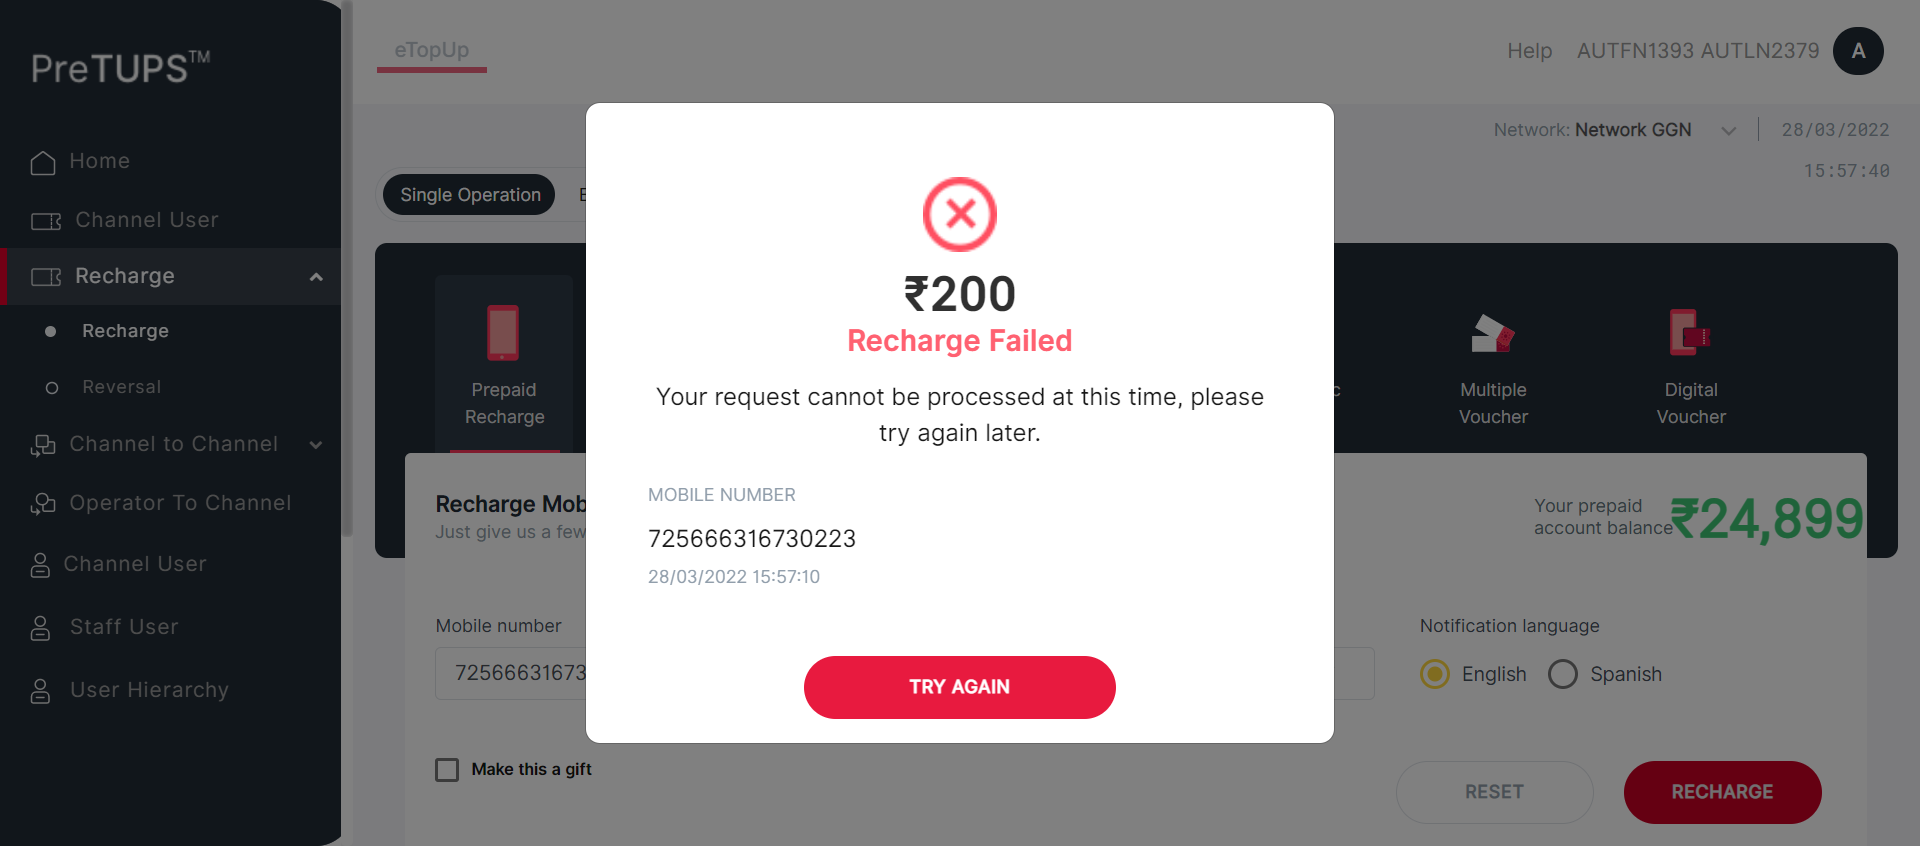 PreTUPS™
eTopUp
Help AUTFN1393 AUTLN2379 A
Network: Network GGN 28/03/2022
15:57:40
Home
Channel User
Recharge
Recharge
Reversal
Channel to Channel
Operator To Channel
Channel User
Staff User
User Hierarchy
Single Operation
Prepaid
Recharge
Multiple
Voucher
Digital
Voucher
Recharge Mob
Just give us a few
Your prepaid
account balance
₹24,899
Mobile number
72566631673
Notification language
English Spanish
Make this a gift
RESET RECHARGE
₹200
Recharge Failed
Your request cannot be processed at this time, please
try again later.
MOBILE NUMBER
725666316730223
28/03/2022 15:57:10
TRY AGAIN